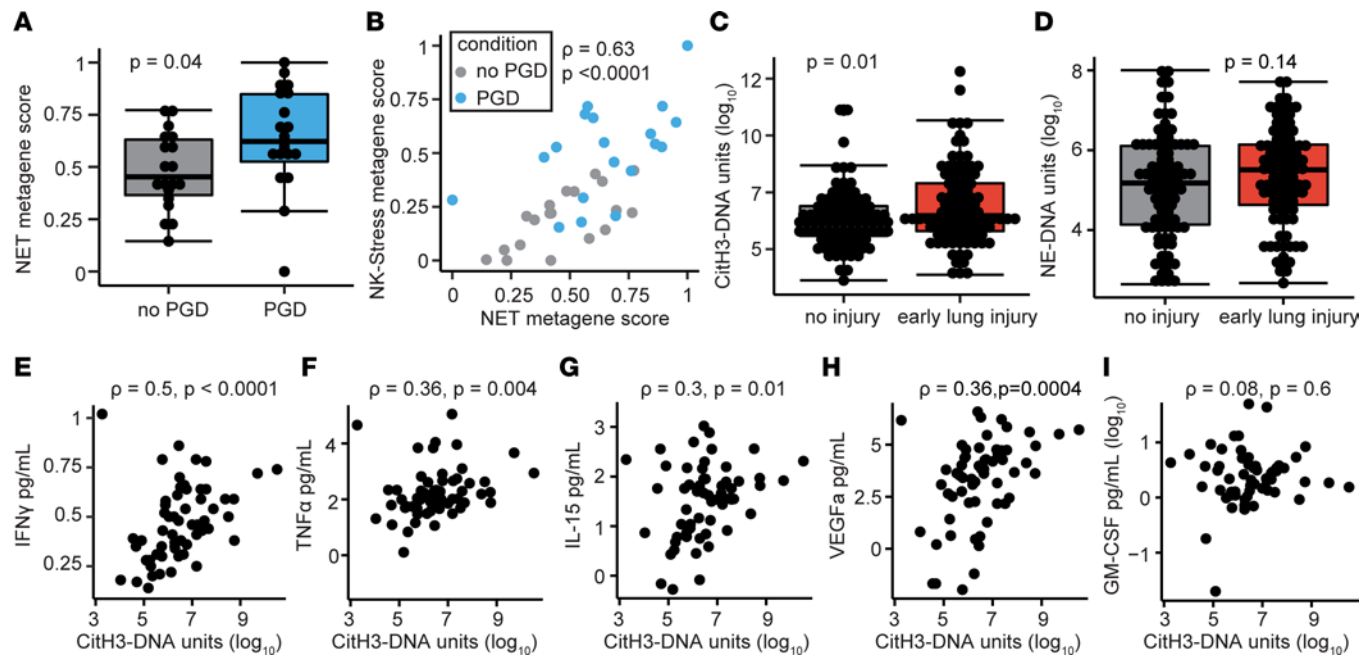 A
p = 0.04
NET metagene score
1
0.75
0.5
0.25
0
no PGD
PGD
B
condition
no PGD
PGD
ρ = 0.63
p <0.0001
NK-Stress metagene score
1
0.75
0.5
0.25
0
0
0.25
0.50
0.75
1
NET metagene score
C
p = 0.01
CitH3-DNA units (log10)
12
10
7
5
no injury
early lung injury
D
p = 0.14
NE-DNA units (log10)
8
6
4
no injury
early lung injury
E
ρ = 0.5, p < 0.0001
IFNγ pg/mL
1
0.75
0.5
0.25
3
5
7
9
CitH3-DNA units (log10)
F
ρ = 0.36, p = 0.004
TNFα pg/mL
4
2
0
3
5
7
9
CitH3-DNA units (log10)
G
ρ = 0.3, p = 0.01
IL-15 pg/mL
3
2
1
0
3
5
7
9
CitH3-DNA units (log10)
H
ρ = 0.36,p=0.0004
VEGFa pg/mL
5
2.5
0
3
5
7
9
CitH3-DNA units (log10)
I
ρ = 0.08, p = 0.6
GM-CSF pg/mL (log10)
1
0
−1
3
5
7
9
CitH3-DNA units (log10)